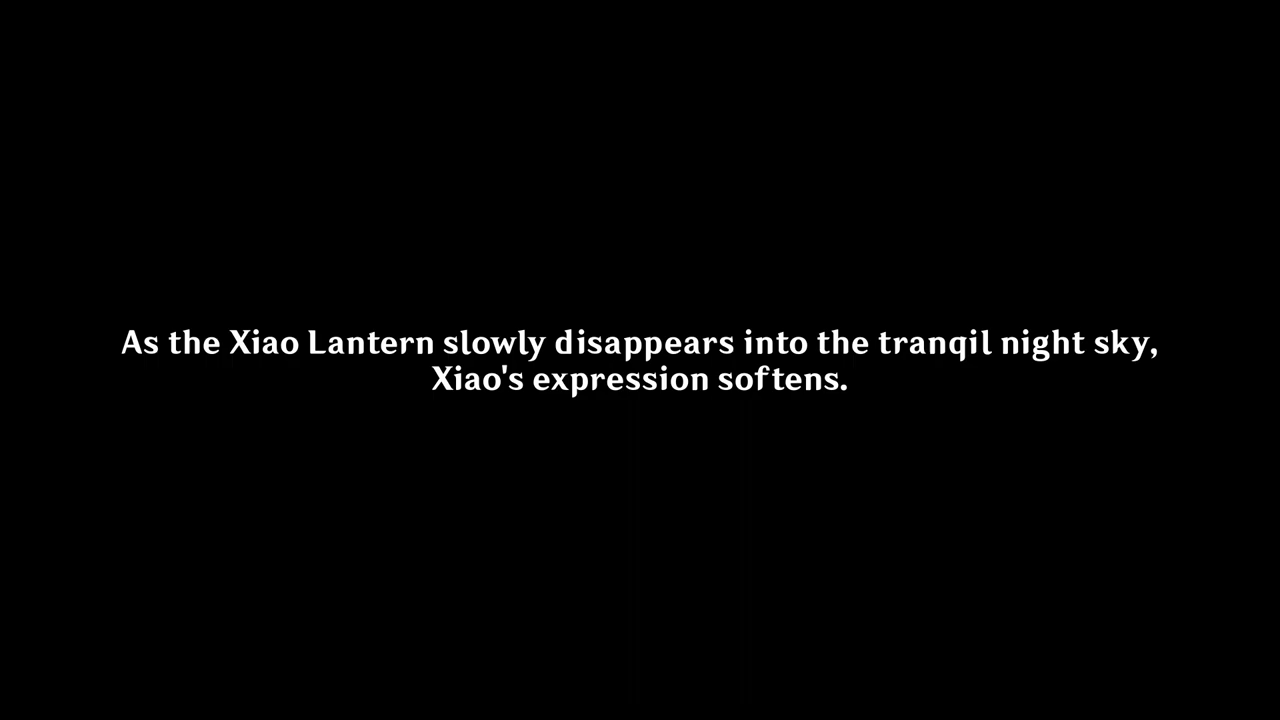 As the Xiao Lantern slowly disappears into the tranqil night sky,
Xiao's expression softens.